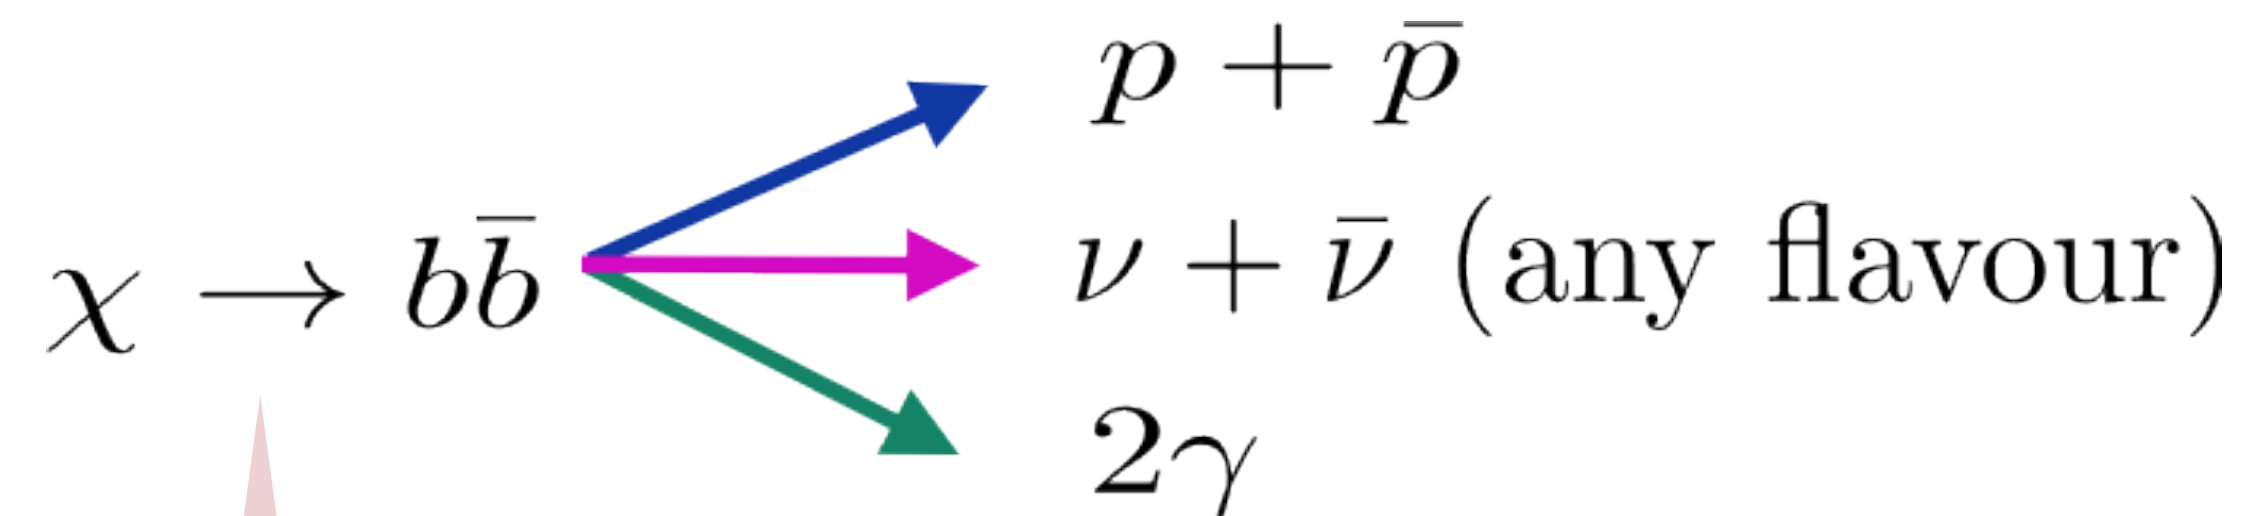 p + p̄
χ → bb̄
ν + ν̄ (any flavour)
2γ